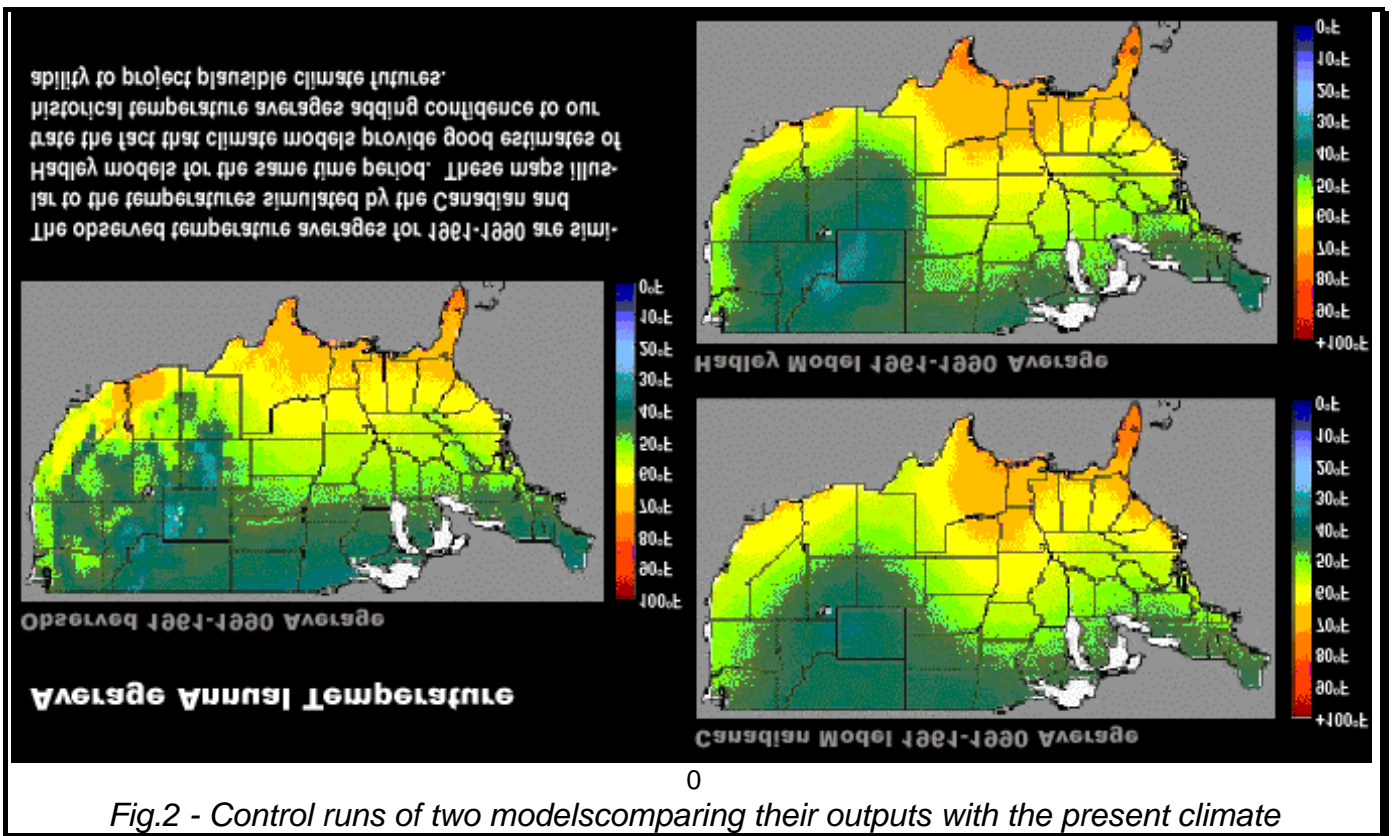 Average Annual Temperature
Observed 1961-1990 Average
100°F
90°F
80°F
70°F
60°F
50°F
40°F
30°F
20°F
10°F
0°F
The observed temperature averages for 1961-1990 are simi-
lar to the temperatures simulated by the Canadian and
Hadley models for the same time period. These maps illus-
trate the fact that climate models provide good estimates of
historical temperature averages adding confidence to our
ability to project plausible climate futures.
Canadian Model 1961-1990 Average
+100°F
90°F
80°F
70°F
60°F
50°F
40°F
30°F
20°F
10°F
0°F
Hadley Model 1961-1990 Average
+100°F
90°F
80°F
70°F
60°F
50°F
40°F
30°F
20°F
10°F
0°F
0
Fig.2 - Control runs of two modelscomparing their outputs with the present climate